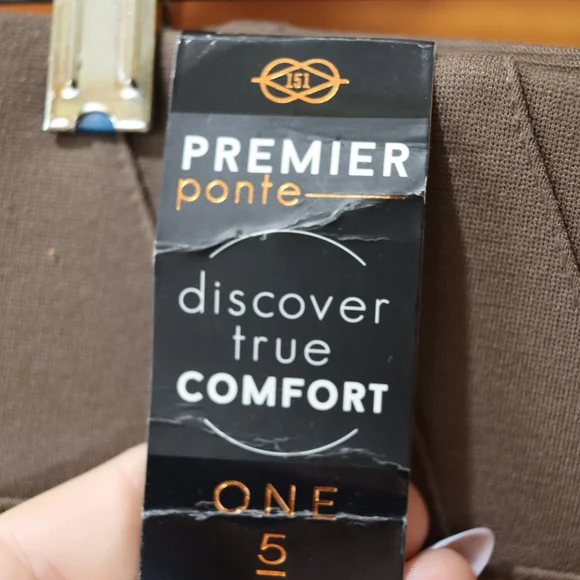 151
PREMIER
ponte
discover
true
COMFORT
ONE
5